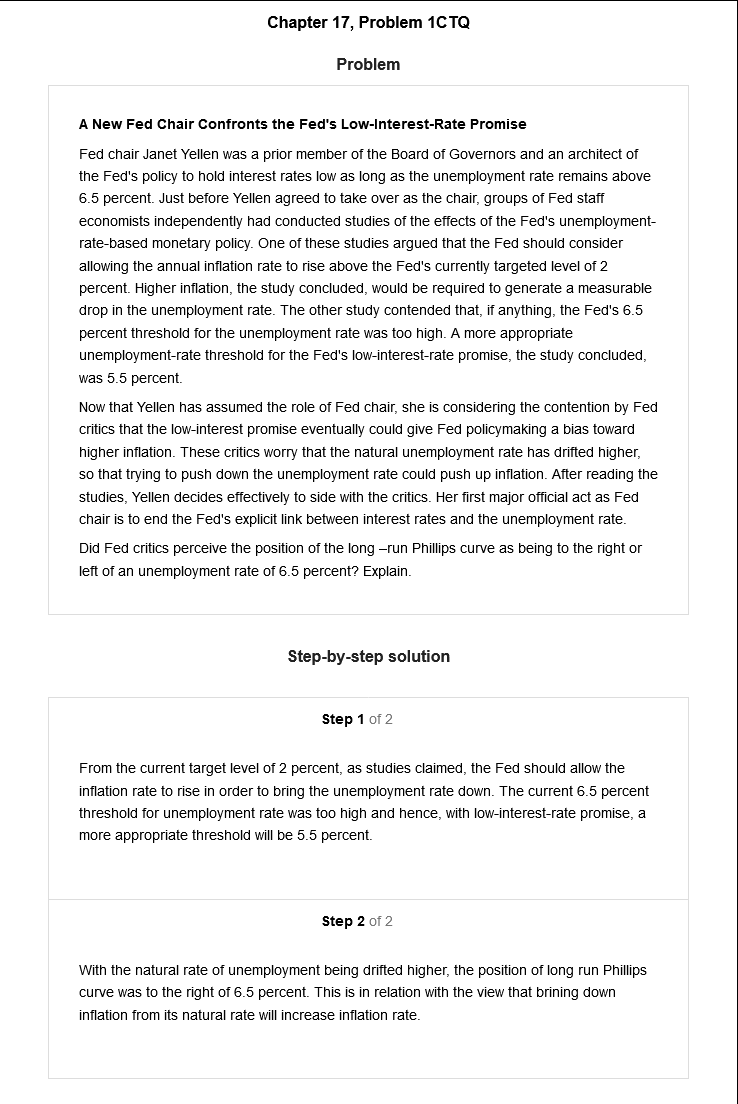 Chapter 17, Problem 1CTQ
Problem
A New Fed Chair Confronts the Fed's Low-Interest-Rate Promise
Fed chair Janet Yellen was a prior member of the Board of Governors and an architect of
the Fed's policy to hold interest rates low as long as the unemployment rate remains above
6.5 percent. Just before Yellen agreed to take over as the chair, groups of Fed staff
economists independently had conducted studies of the effects of the Fed's unemployment-
rate-based monetary policy. One of these studies argued that the Fed should consider
allowing the annual inflation rate to rise above the Fed's currently targeted level of 2
percent. Higher inflation, the study concluded, would be required to generate a measurable
drop in the unemployment rate. The other study contended that, if anything, the Fed's 6.5
percent threshold for the unemployment rate was too high. A more appropriate
unemployment-rate threshold for the Fed's low-interest-rate promise, the study concluded,
was 5.5 percent.
Now that Yellen has assumed the role of Fed chair, she is considering the contention by Fed
critics that the low-interest promise eventually could give Fed policymaking a bias toward
higher inflation. These critics worry that the natural unemployment rate has drifted higher,
so that trying to push down the unemployment rate could push up inflation. After reading the
studies, Yellen decides effectively to side with the critics. Her first major official act as Fed
chair is to end the Fed's explicit link between interest rates and the unemployment rate.
Did Fed critics perceive the position of the long –run Phillips curve as being to the right or
left of an unemployment rate of 6.5 percent? Explain.
Step-by-step solution
Step 1 of 2
From the current target level of 2 percent, as studies claimed, the Fed should allow the
inflation rate to rise in order to bring the unemployment rate down. The current 6.5 percent
threshold for unemployment rate was too high and hence, with low-interest-rate promise, a
more appropriate threshold will be 5.5 percent.
Step 2 of 2
With the natural rate of unemployment being drifted higher, the position of long run Phillips
curve was to the right of 6.5 percent. This is in relation with the view that brining down
inflation from its natural rate will increase inflation rate.